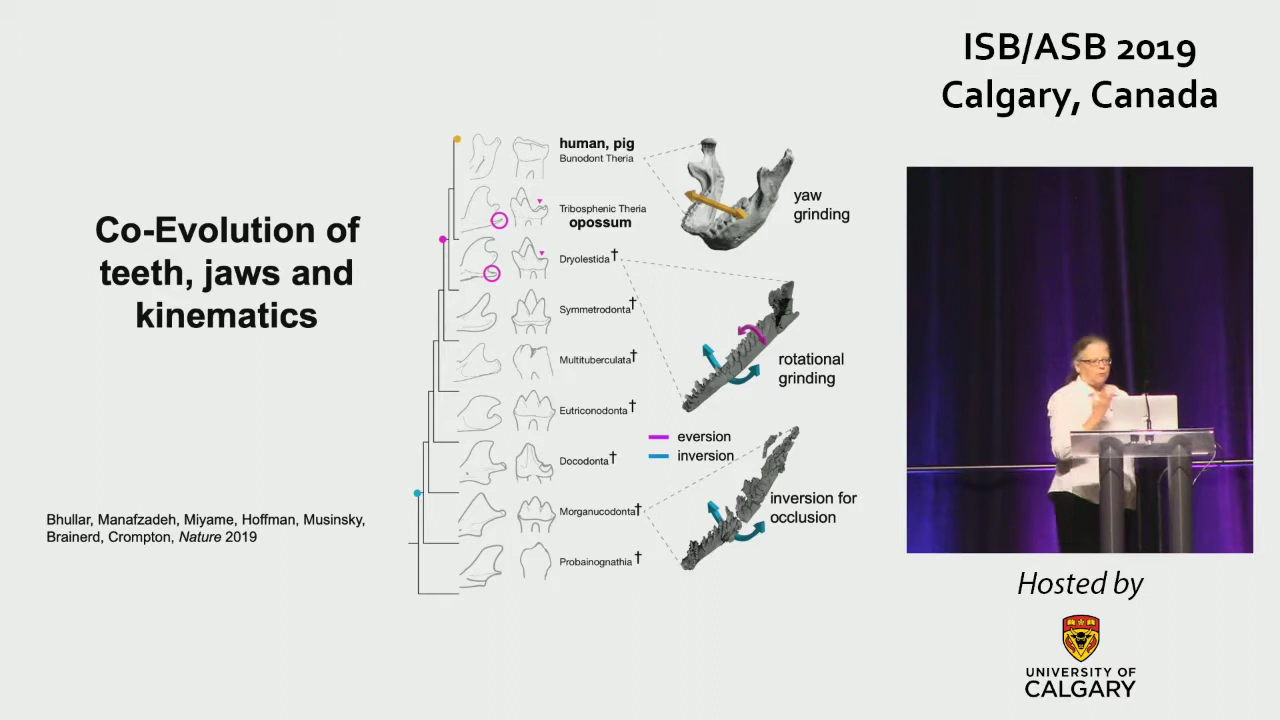 ISB/ASB 2019
Calgary, Canada
Co-Evolution of
teeth, jaws and
kinematics
human, pig
Bunodont Theria
Tribosphenic Theria
opossum
Dryolestida†
Symmetrodonta†
Multituberculata†
Eutriconodonta†
Docodonta†
Morganucodonta†
Probainognathia†
yaw
grinding
rotational
grinding
eversion
inversion
inversion for
occlusion
Bhullar, Manafzadeh, Miyame, Hoffman, Musinsky,
Brainerd, Crompton, Nature 2019
Hosted by
UNIVERSITY OF
CALGARY